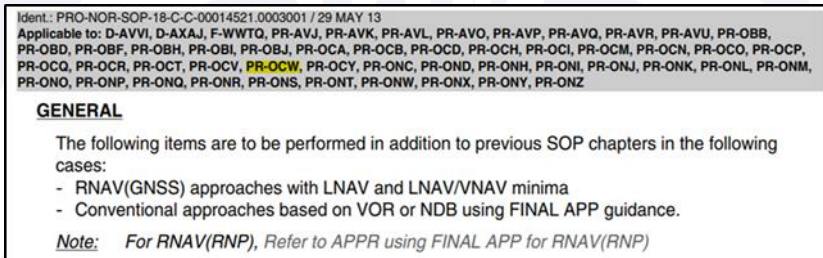 Ident.: PRO-NOR-SOP-18-C-C-00014521.0003001 / 29 MAY 13
Applicable to: D-AVVI, D-AXAJ, F-WWTQ, PR-AVJ, PR-AVK, PR-AVL, PR-AVO, PR-AVP, PR-AVQ, PR-AVR, PR-AVU, PR-OBB,
PR-OBD, PR-OBF, PR-OBH, PR-OBI, PR-OBJ, PR-OCA, PR-OCB, PR-OCD, PR-OCH, PR-OCI, PR-OCM, PR-OCN, PR-OCO, PR-OCP,
PR-OCQ, PR-OCR, PR-OCT, PR-OCV, PR-OCW, PR-OCY, PR-ONC, PR-OND, PR-ONH, PR-ONI, PR-ONJ, PR-ONK, PR-ONL, PR-ONM,
PR-ONO, PR-ONP, PR-ONQ, PR-ONR, PR-ONS, PR-ONT, PR-ONW, PR-ONX, PR-ONY, PR-ONZ
GENERAL
The following items are to be performed in addition to previous SOP chapters in the following
cases:
- RNAV(GNSS) approaches with LNAV and LNAV/VNAV minima
- Conventional approaches based on VOR or NDB using FINAL APP guidance.
Note: For RNAV(RNP), Refer to APPR using FINAL APP for RNAV(RNP)